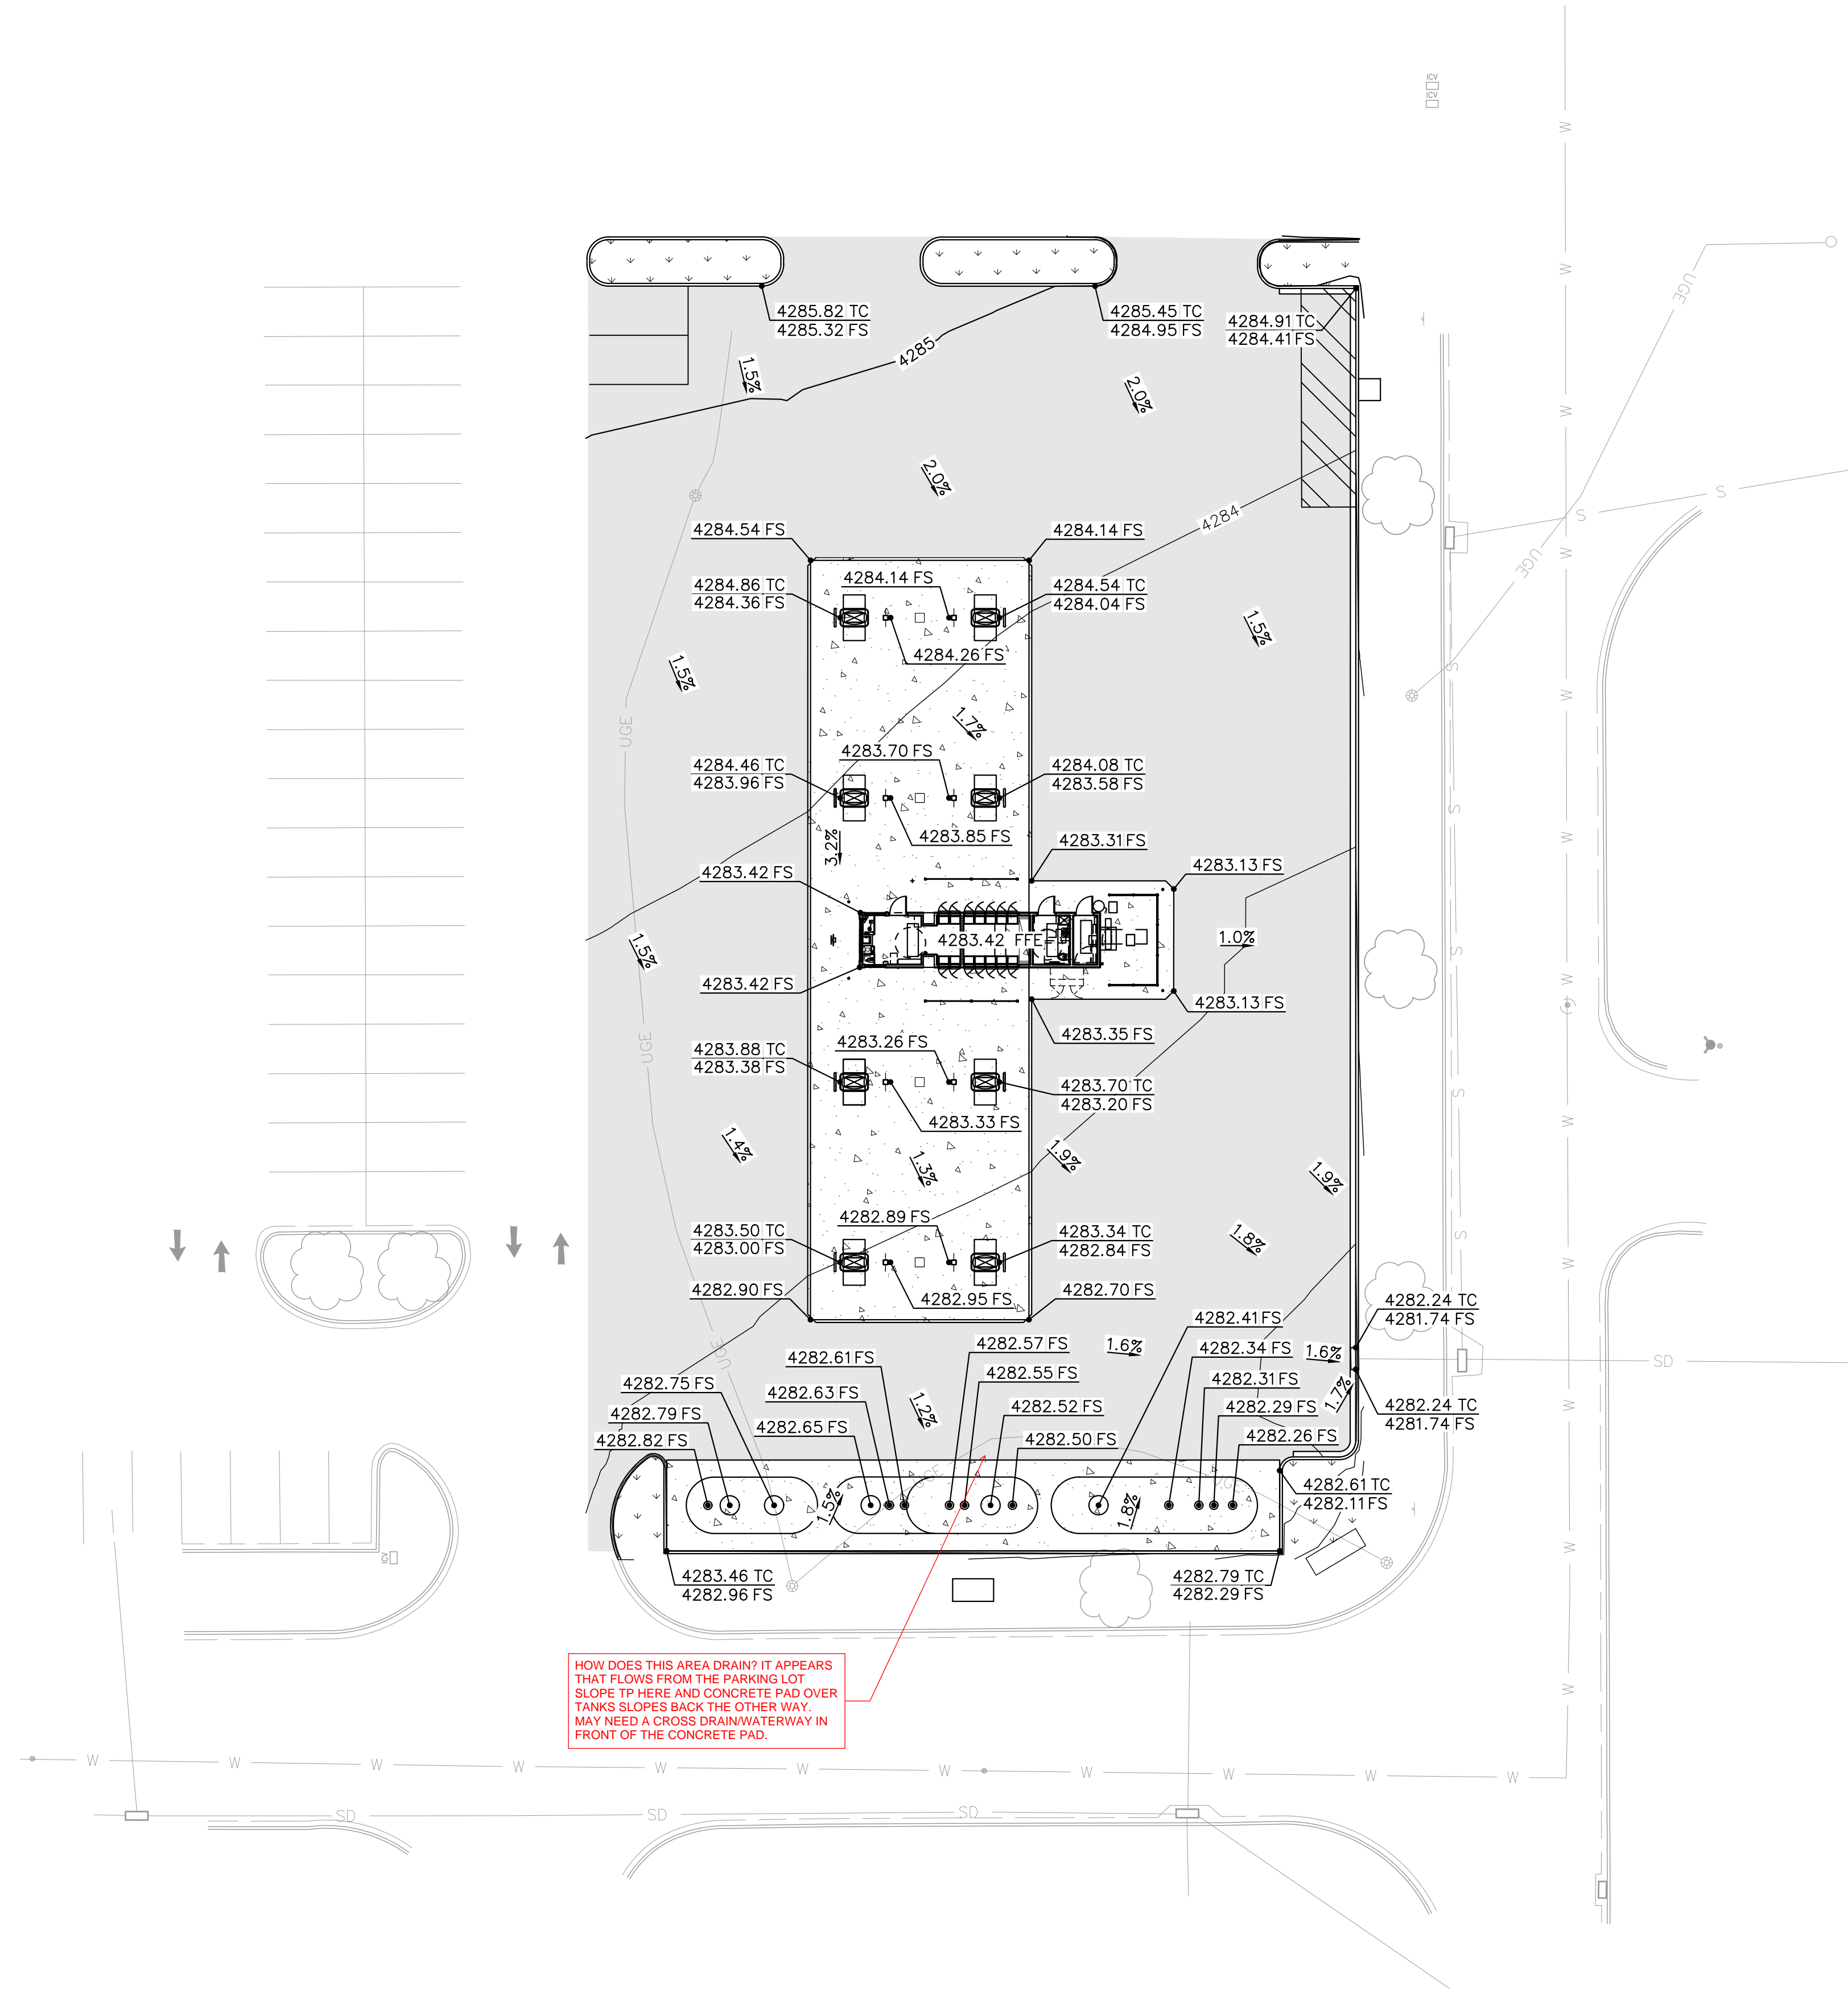 ICV
ICV
W
UGE
4285.82 TC
4285.32 FS
4285.45 TC
4284.95 FS
4284.91 TC
4284.41 FS
W
4285
1.5%
2.0%
W
2.0%
S
4284
S
W
4284.54 FS
4284.14 FS
UGE
4284.86 TC
4284.36 FS
4284.14 FS
4284.54 TC
4284.04 FS
1.5%
4284.26 FS
1.5%
S
W
UGE
1.7%
4283.70 FS
4284.46 TC
4283.96 FS
4284.08 TC
4283.58 FS
S
W
3.2%
4283.85 FS
4283.31 FS
4283.13 FS
4283.42 FS
4283.42 FFE
1.0%
1.5%
S
W
4283.42 FS
4283.13 FS
4283.35 FS
UGE
4283.26 FS
4283.88 TC
4283.38 FS
4283.70 TC
4283.20 FS
S
W
4283.33 FS
1.4%
1.3%
1.9%
1.9%
4282.89 FS
4283.50 TC
4283.00 FS
4283.34 TC
4282.84 FS
1.8%
S
W
4282.90 FS
4282.95 FS
4282.70 FS
4282.24 TC
4281.74 FS
4282.41 FS
UGE
4282.57 FS
4282.34 FS
1.6%
1.6%
SD
4282.61 FS
4282.55 FS
4282.31 FS
4282.75 FS
4282.63 FS
1.2%
4282.52 FS
4282.29 FS
1.7%
4282.24 TC
4281.74 FS
W
4282.79 FS
4282.65 FS
4282.50 FS
4282.26 FS
4282.82 FS
UGE
4282.61 TC
4282.11 FS
1.5%
1.8%
ICV
W
4283.46 TC
4282.96 FS
4282.79 TC
4282.29 FS
HOW DOES THIS AREA DRAIN? IT APPEARS
THAT FLOWS FROM THE PARKING LOT
SLOPE TP HERE AND CONCRETE PAD OVER
TANKS SLOPES BACK THE OTHER WAY.
MAY NEED A CROSS DRAIN/WATERWAY IN
FRONT OF THE CONCRETE PAD.
W
W W W W W W W W W W W
SD SD SD